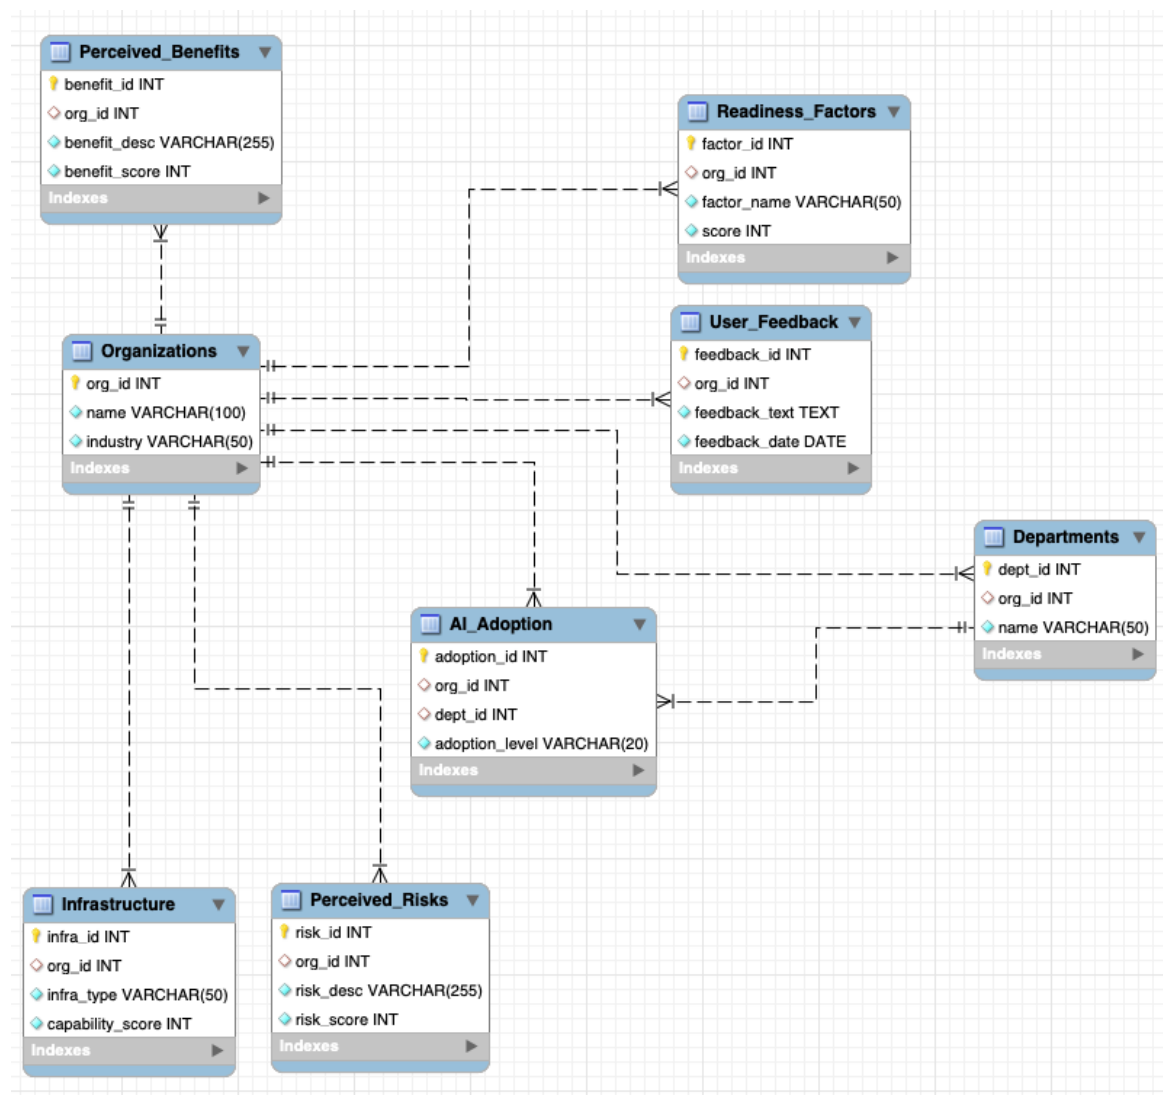 Perceived_Benefits
benefit_id INT
org_id INT
benefit_desc VARCHAR(255)
benefit_score INT
Indexes
Readiness_Factors
factor_id INT
org_id INT
factor_name VARCHAR(50)
score INT
Indexes
Organizations
org_id INT
name VARCHAR(100)
industry VARCHAR(50)
Indexes
User_Feedback
feedback_id INT
org_id INT
feedback_text TEXT
feedback_date DATE
Indexes
Departments
dept_id INT
org_id INT
name VARCHAR(50)
Indexes
AI_Adoption
adoption_id INT
org_id INT
dept_id INT
adoption_level VARCHAR(20)
Indexes
Infrastructure
infra_id INT
org_id INT
infra_type VARCHAR(50)
capability_score INT
Indexes
Perceived_Risks
risk_id INT
org_id INT
risk_desc VARCHAR(255)
risk_score INT
Indexes